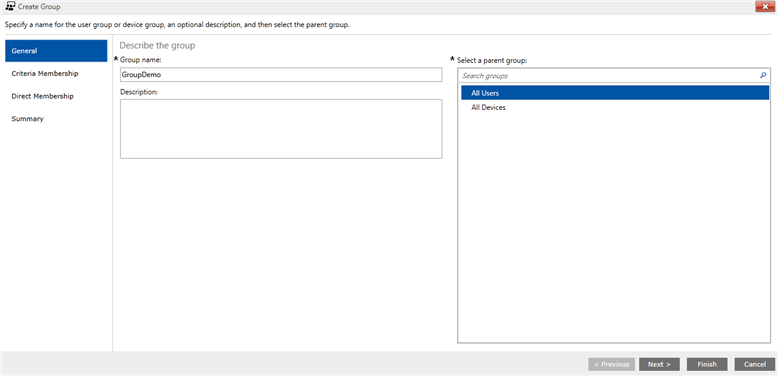 Create Group
Specify a name for the user group or device group, an optional description, and then select the parent group.
General
Criteria Membership
Direct Membership
Summary
Describe the group
* Group name:
GroupDemo
Description:
* Select a parent group:
Search groups
All Users
All Devices
< Previous
Next >
Finish
Cancel